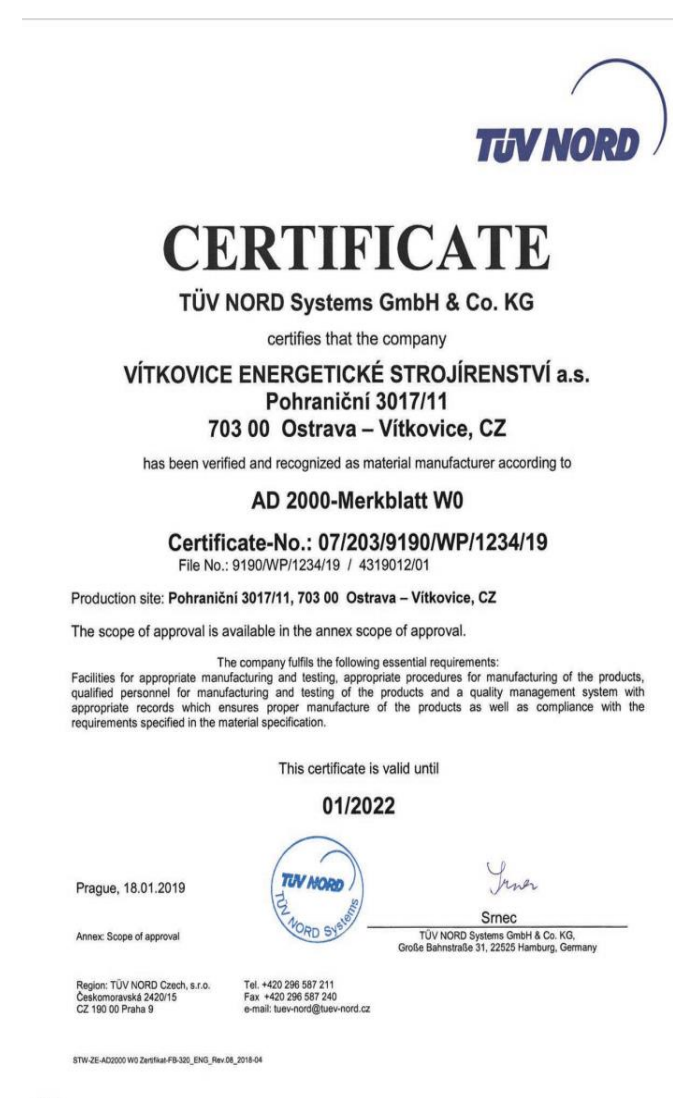 TÜV NORD
CERTIFICATE
TÜV NORD Systems GmbH & Co. KG
certifies that the company
VÍTKOVICE ENERGETICKÉ STROJÍRENSTVÍ a.s.
Pohraniční 3017/11
703 00 Ostrava – Vítkovice, CZ
has been verified and recognized as material manufacturer according to
AD 2000-Merkblatt W0
Certificate-No.: 07/203/9190/WP/1234/19
File No.: 9190/WP/1234/19 / 4319012/01
Production site: Pohraniční 3017/11, 703 00 Ostrava – Vítkovice, CZ
The scope of approval is available in the annex scope of approval.
The company fulfils the following essential requirements:
Facilities for appropriate manufacturing and testing, appropriate procedures for manufacturing of the products,
qualified personnel for manufacturing and testing of the products and a quality management system with
appropriate records which ensures proper manufacture of the products as well as compliance with the
requirements specified in the material specification.
This certificate is valid until
01/2022
Prague, 18.01.2019
TÜV NORD
TÜV NORD Systems
Srnec
Srnec
Annex: Scope of approval
TÜV NORD Systems GmbH & Co. KG,
Große Bahnstraße 31, 22525 Hamburg, Germany
Region: TÜV NORD Czech, s.r.o.
Českomoravská 2420/15
CZ 190 00 Praha 9
Tel. +420 296 587 211
Fax +420 296 587 240
e-mail: tuev-nord@tuev-nord.cz
STW-ZE-AD2000 W0 Zertifikat-FB-320_ENG_Rev.08_2018-04